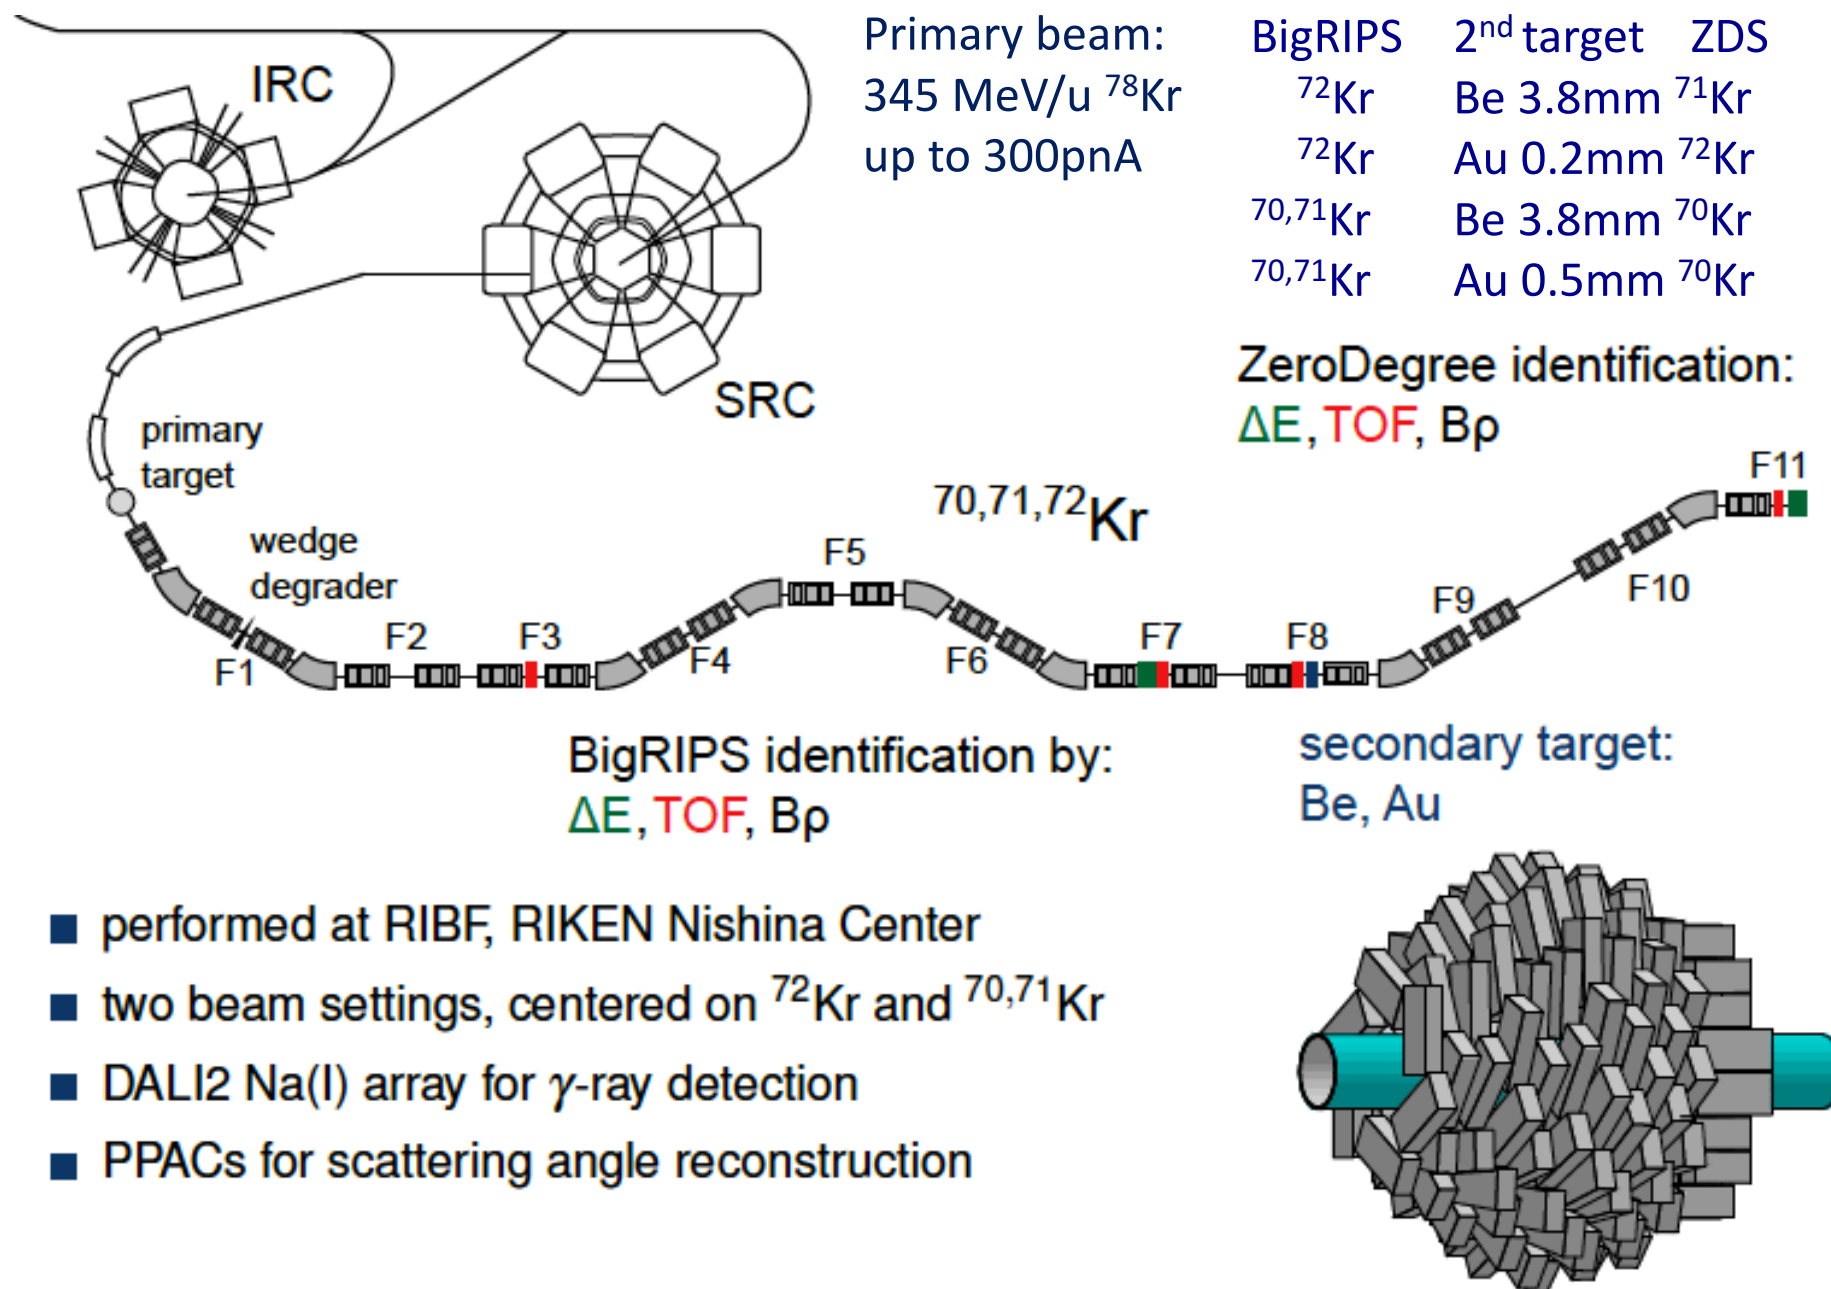 IRC
SRC
Primary beam:
345 MeV/u ⁷⁸Kr
up to 300pnA
BigRIPS 2ⁿᵈ target ZDS
⁷²Kr Be 3.8mm ⁷¹Kr
⁷²Kr Au 0.2mm ⁷²Kr
⁷⁰,⁷¹Kr Be 3.8mm ⁷⁰Kr
⁷⁰,⁷¹Kr Au 0.5mm ⁷⁰Kr
ZeroDegree identification:
ΔE, TOF, Bρ
primary
target
wedge
degrader
⁷⁰,⁷¹,⁷²Kr
F1
F2
F3
F4
F5
F6
F7
F8
F9
F10
F11
BigRIPS identification by:
ΔE, TOF, Bρ
secondary target:
Be, Au
■ performed at RIBF, RIKEN Nishina Center
■ two beam settings, centered on ⁷²Kr and ⁷⁰,⁷¹Kr
■ DALI2 Na(I) array for γ-ray detection
■ PPACs for scattering angle reconstruction